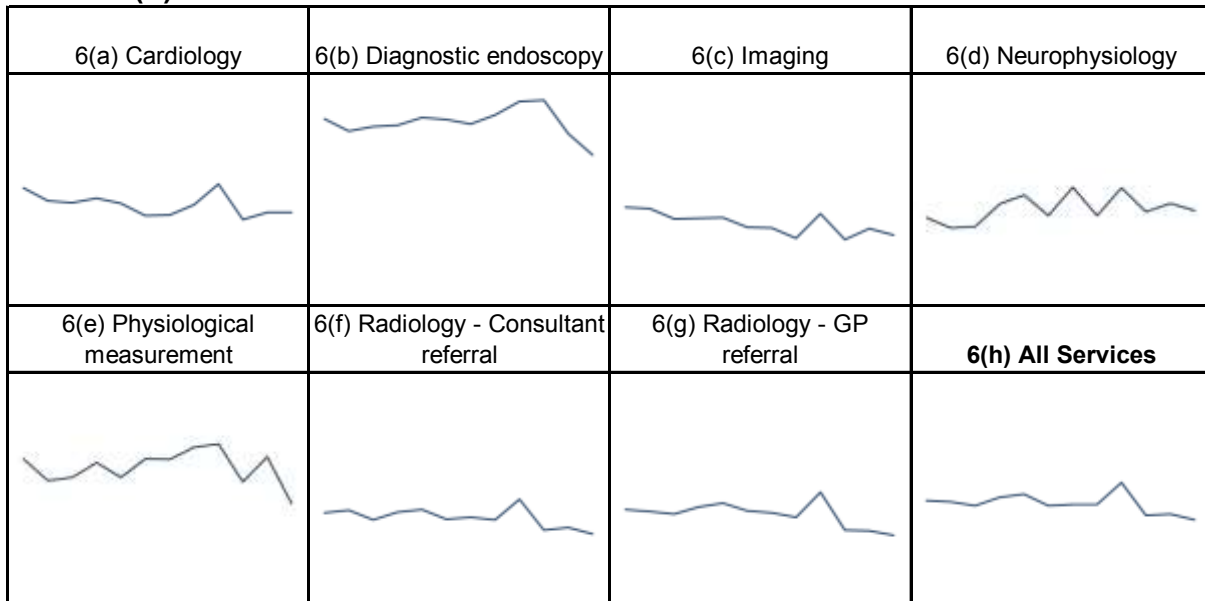 6(a) Cardiology
6(b) Diagnostic endoscopy
6(c) Imaging
6(d) Neurophysiology
6(e) Physiological
measurement
6(f) Radiology - Consultant
referral
6(g) Radiology - GP
referral
6(h) All Services